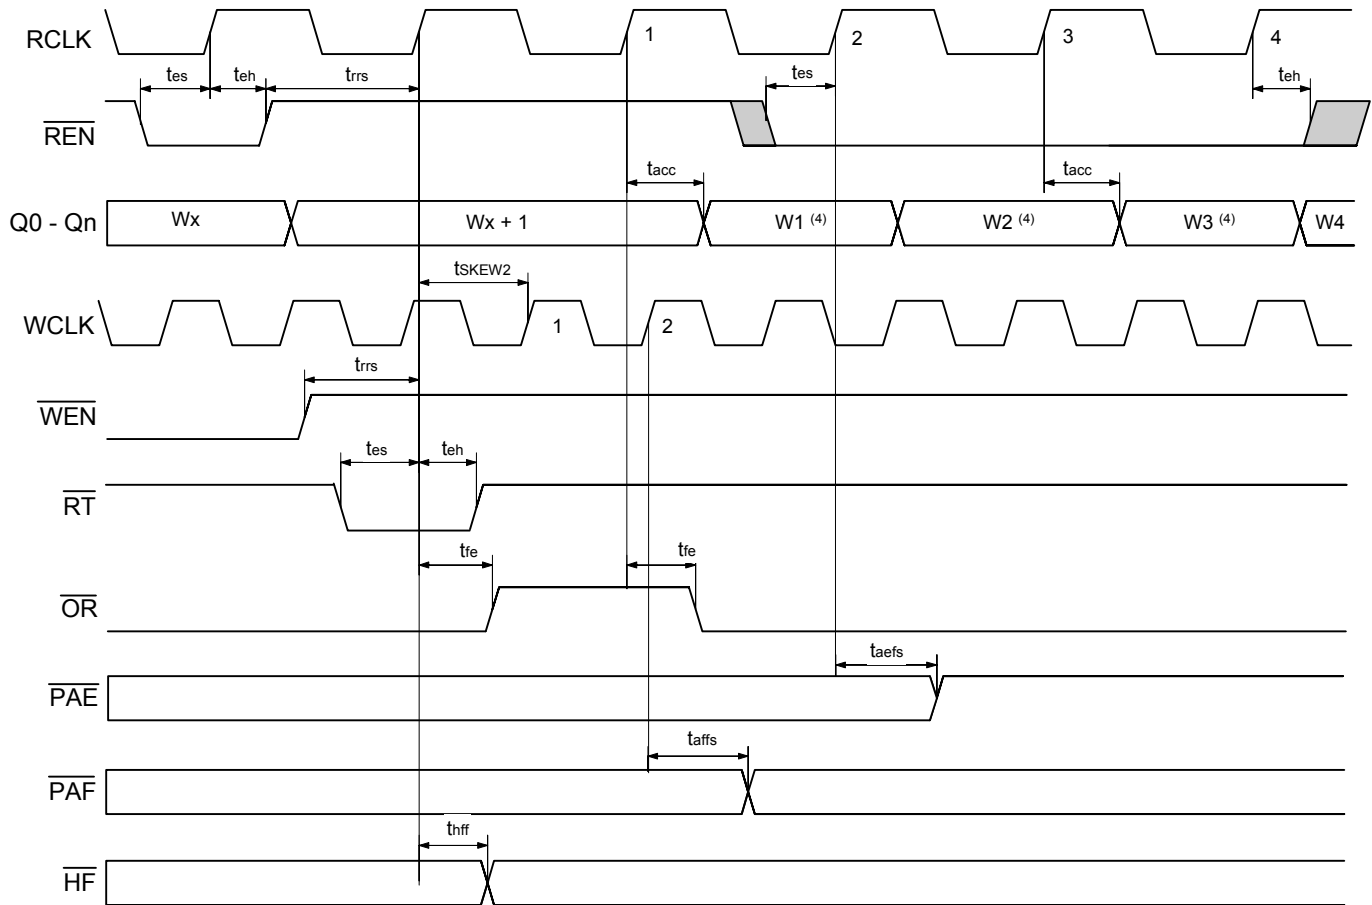 RCLK 1 2 3 4
tes teh trrs tes teh
REN
tacc tacc
Q0 - Qn Wx Wx + 1 W1 (4) W2 (4) W3 (4) W4
tSKEW2
WCLK 1 2
trrs
WEN
tes teh
RT
tfe tfe
OR
taefs
PAE
taffs
PAF
thff
HF